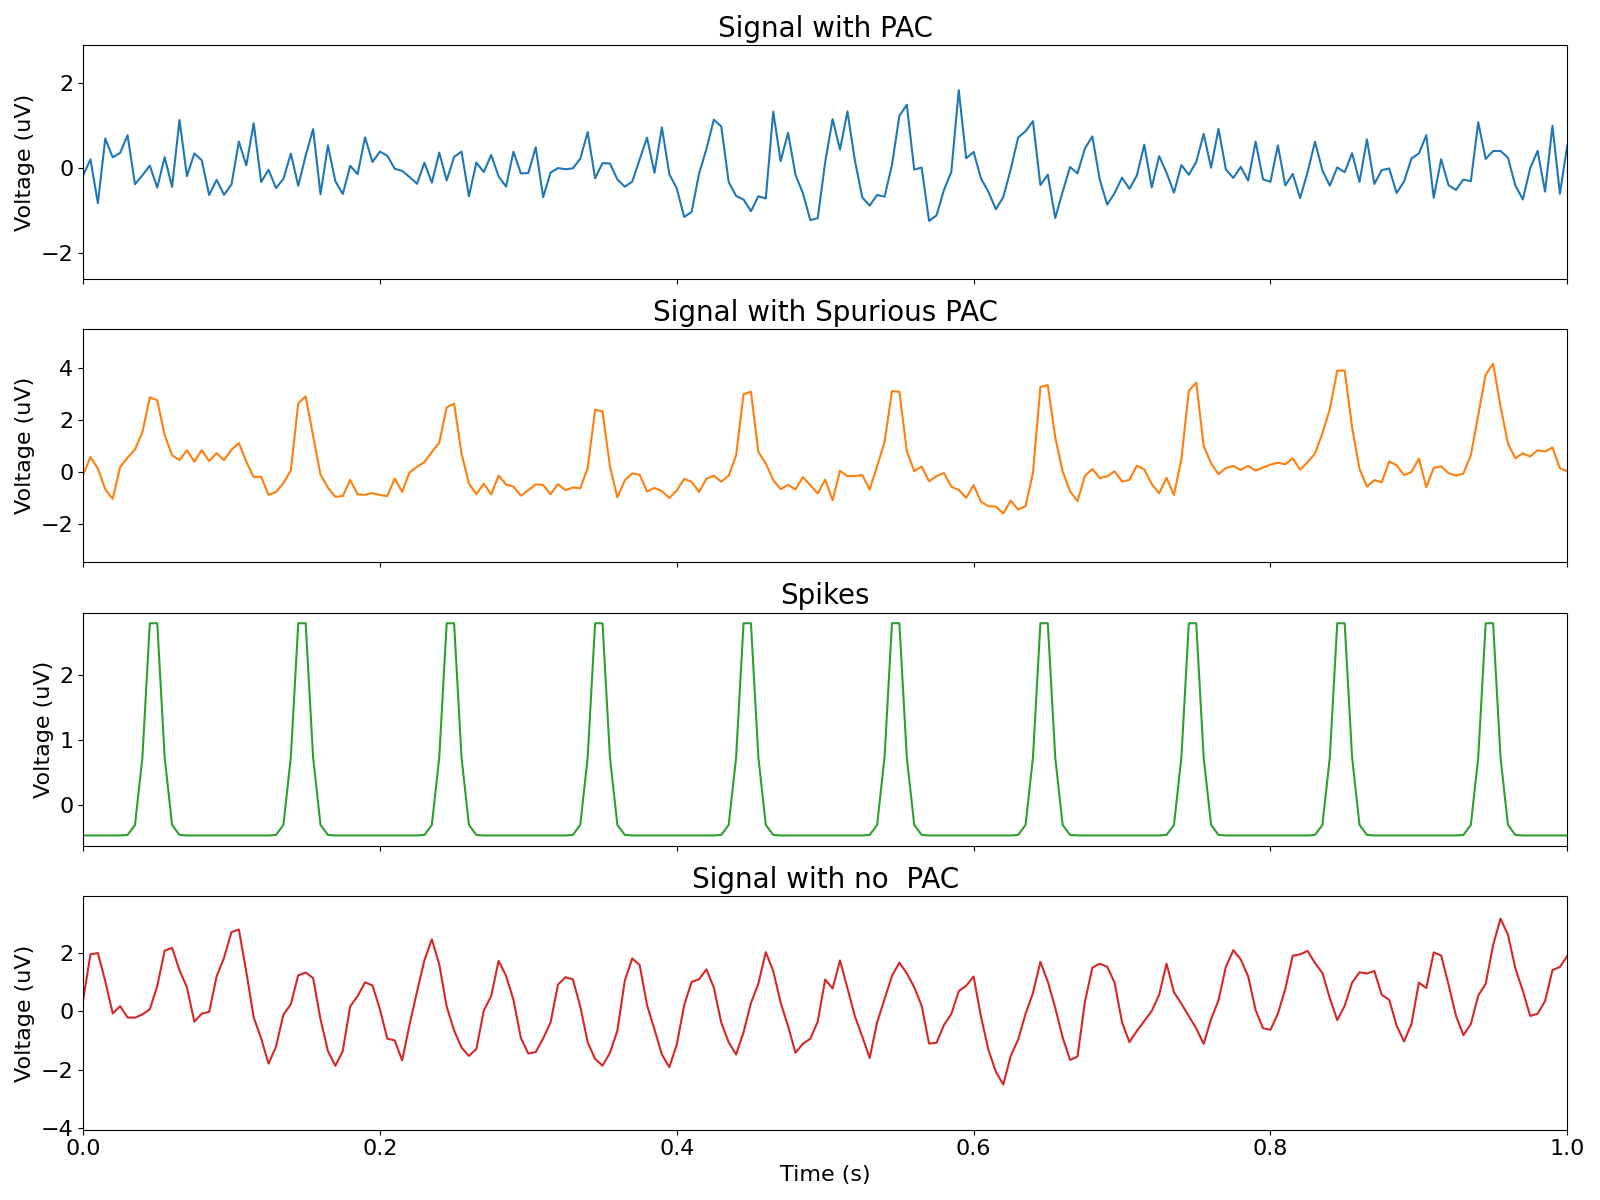 Signal with PAC
Voltage (uV)
2
0
−2
Signal with Spurious PAC
Voltage (uV)
4
2
0
−2
Spikes
Voltage (uV)
2
1
0
Signal with no  PAC
Voltage (uV)
2
0
−2
−4
0.0 0.2 0.4 0.6 0.8 1.0
Time (s)